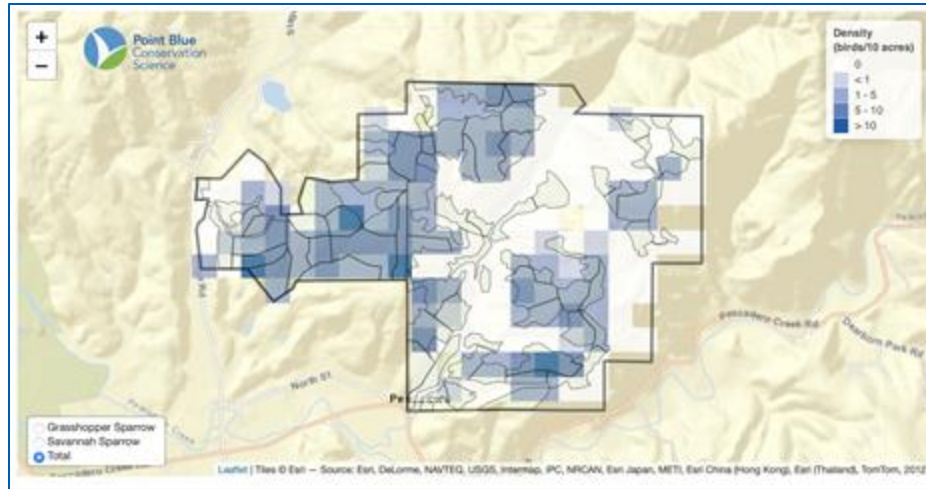 +
−
Point Blue
Conservation
Science
Density
(birds/10 acres)
0
< 1
1 - 5
5 - 10
> 10
Pescadero Creek Rd
Dearborn Park Rd
North St
Grasshopper Sparrow
Savannah Sparrow
Total
Leaflet | Tiles © Esri — Source: Esri, DeLorme, NAVTEQ, USGS, Intermap, iPC, NRCAN, Esri Japan, METI, Esri China (Hong Kong), Esri (Thailand), TomTom, 2012